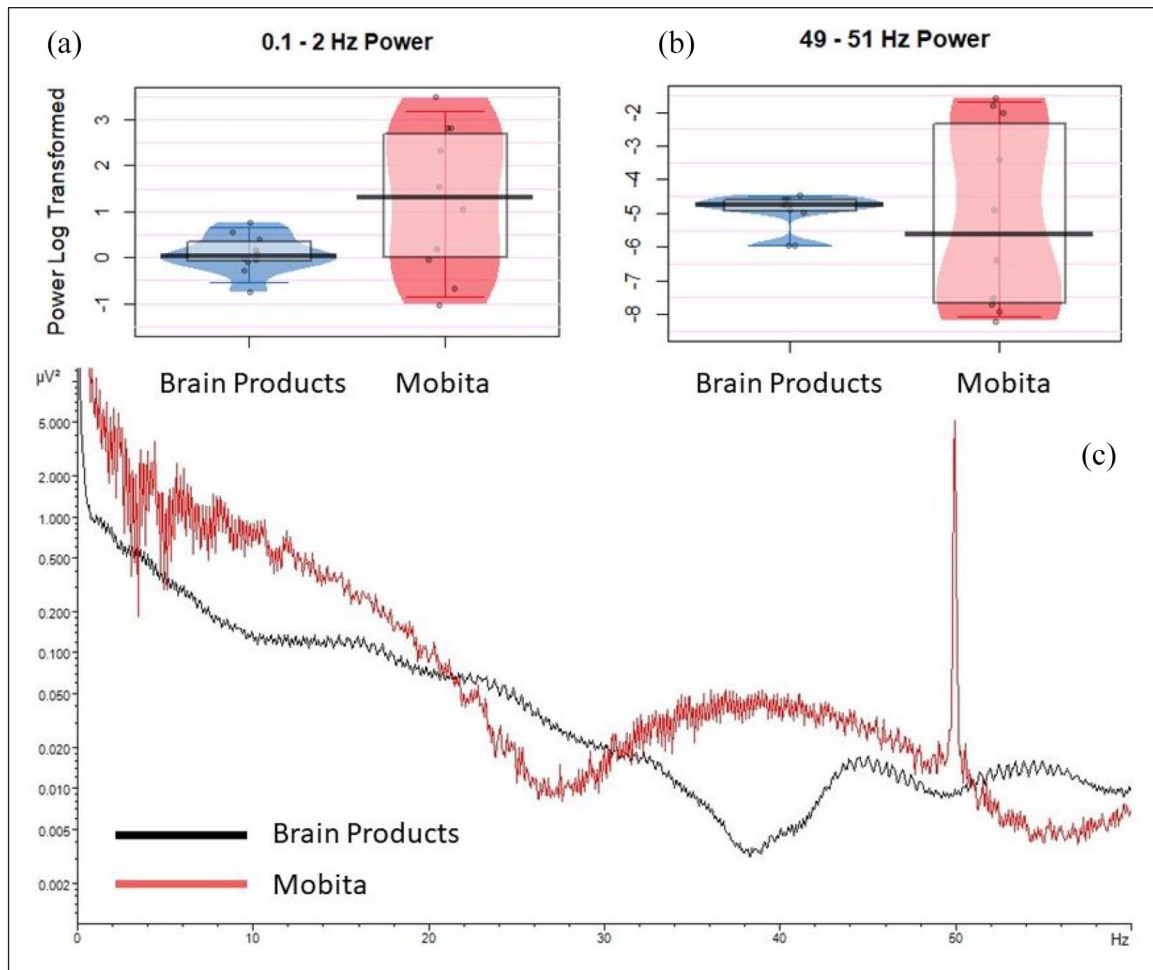 (a)
0.1 - 2 Hz Power
(b)
49 - 51 Hz Power
Power Log Transformed
3
2
1
0
-1
-2
-3
-4
-5
-6
-7
-8
Brain Products
Mobita
Brain Products
Mobita
µV²
(c)
5.000
2.000
1.000
0.500
0.200
0.100
0.050
0.020
0.010
0.005
0.002
Brain Products
Mobita
0
10
20
30
40
50
Hz